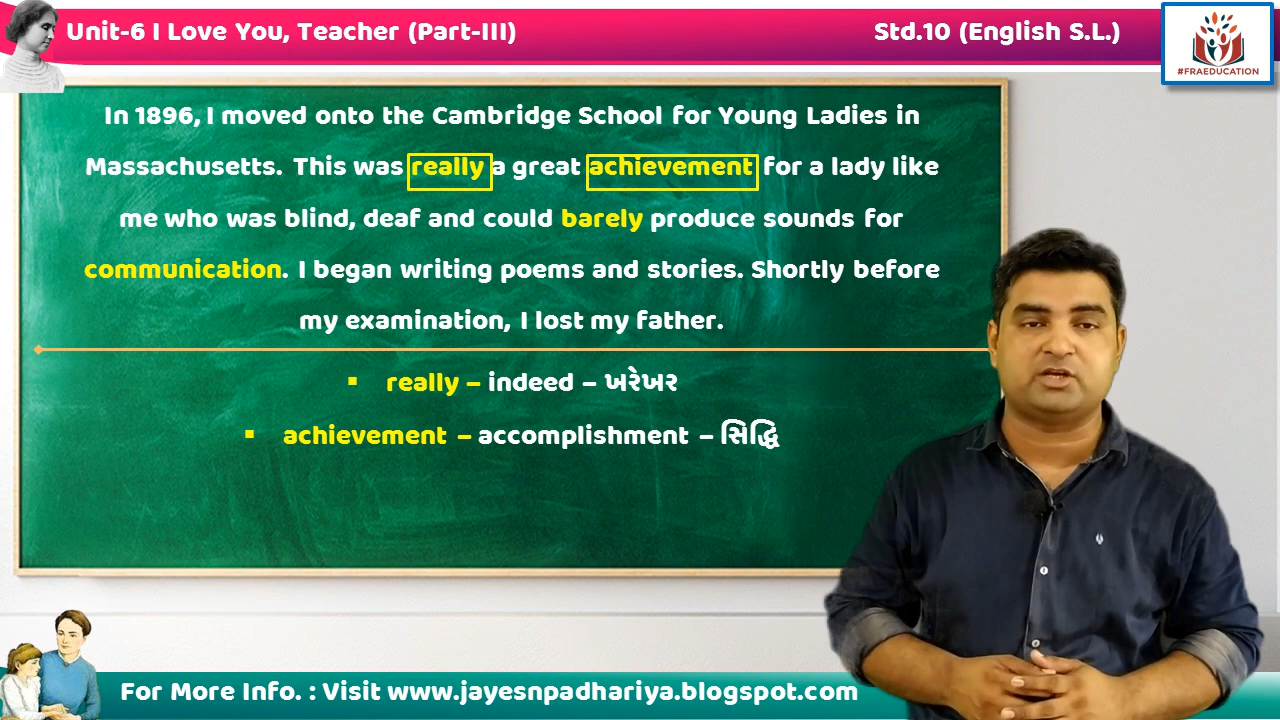 Unit-6 I Love You, Teacher (Part-III)
Std.10 (English S.L.)
#FRAEDUCATION
In 1896, I moved onto the Cambridge School for Young Ladies in
Massachusetts. This was really a great achievement for a lady like
me who was blind, deaf and could barely produce sounds for
communication. I began writing poems and stories. Shortly before
my examination, I lost my father.
▪ really – indeed – ખરેખર
▪ achievement – accomplishment – સિદ્ધિ
For More Info. : Visit www.jayesnpadhariya.blogspot.com